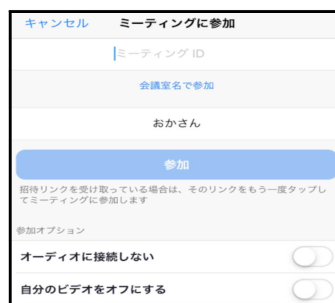 キャンセル ミーティングに参加
ミーティング ID
会議室名で参加
おかさん
参加
招待リンクを受け取っている場合は、そのリンクをもう一度タップし
てミーティングに参加します
参加オプション
オーディオに接続しない
自分のビデオをオフにする